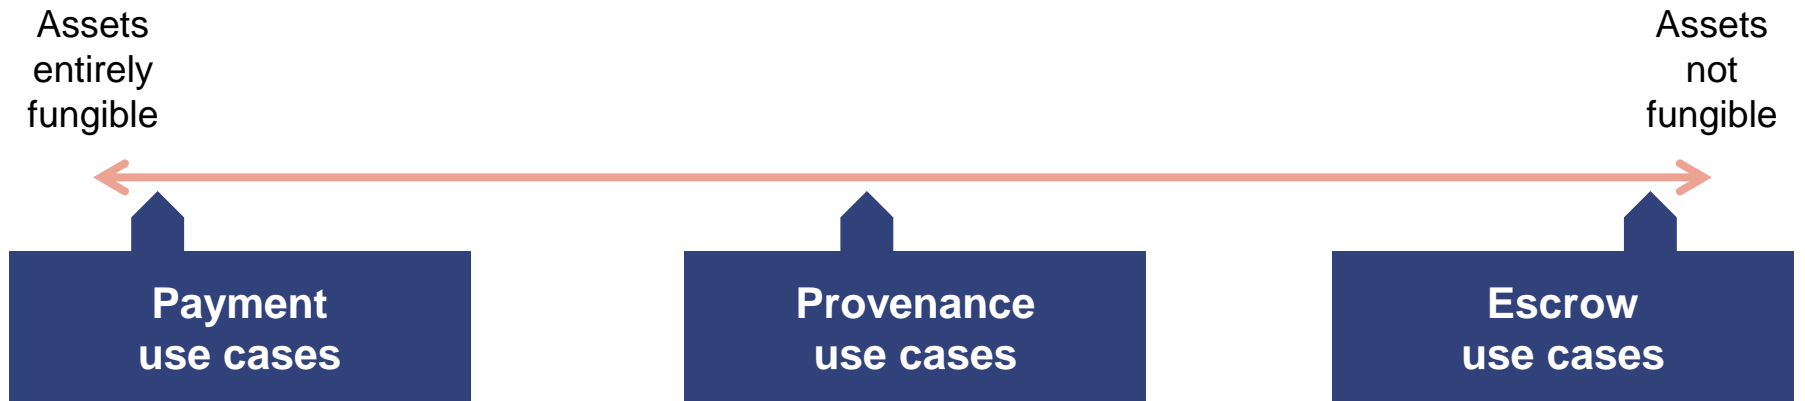 Assets
entirely
fungible
Assets
not
fungible
Payment
use cases
Provenance
use cases
Escrow
use cases